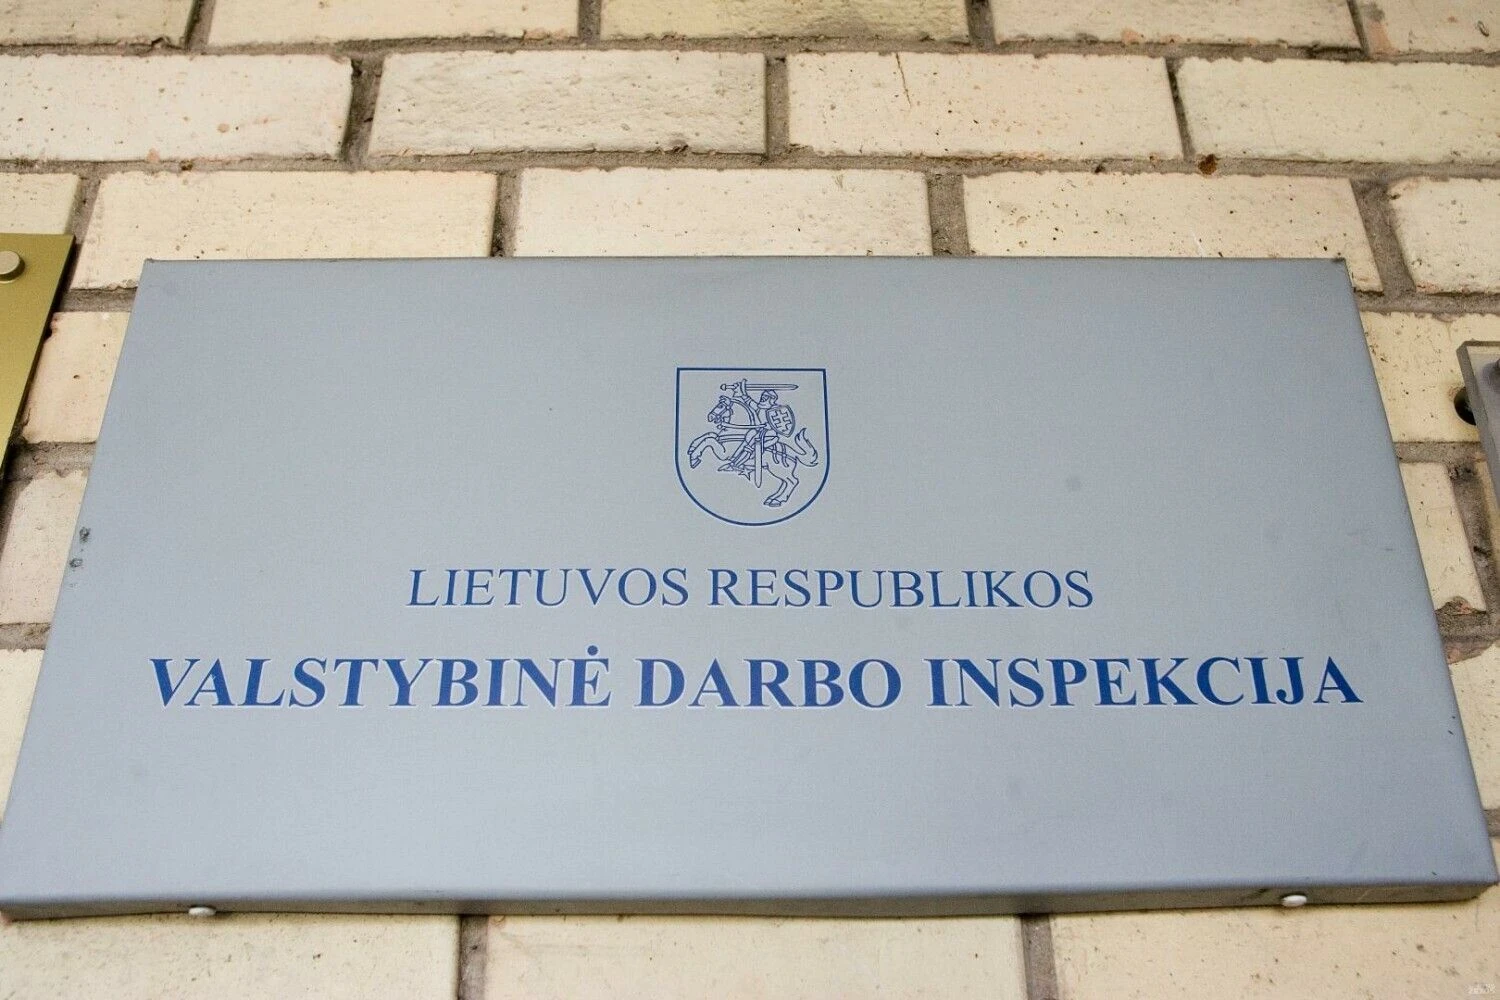 LIETUVOS RESPUBLIKOS
VALSTYBINĖ DARBO INSPEKCIJA